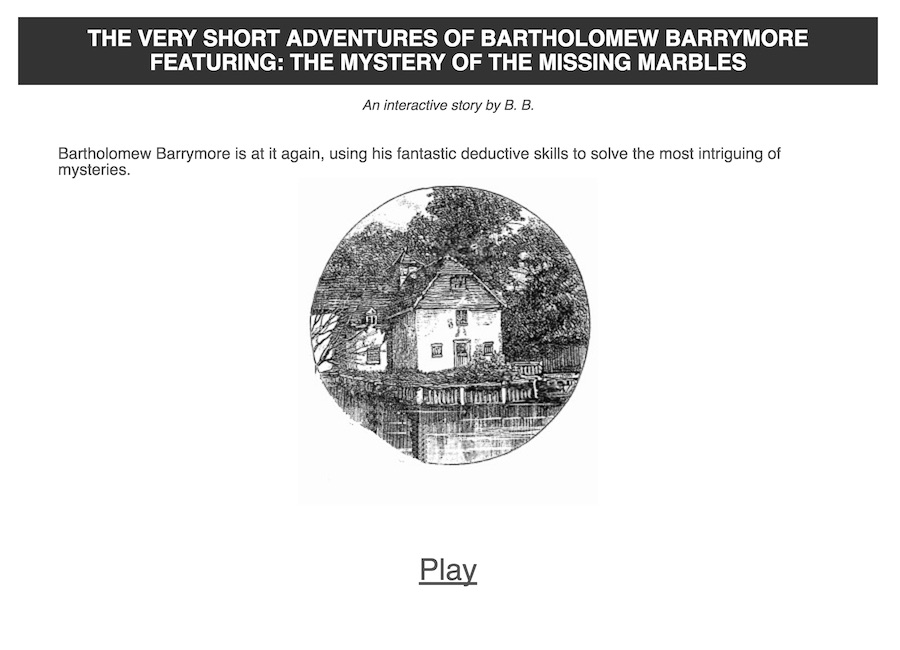 THE VERY SHORT ADVENTURES OF BARTHOLOMEW BARRYMORE
FEATURING: THE MYSTERY OF THE MISSING MARBLES
An interactive story by B. B.
Bartholomew Barrymore is at it again, using his fantastic deductive skills to solve the most intriguing of
mysteries.
Play